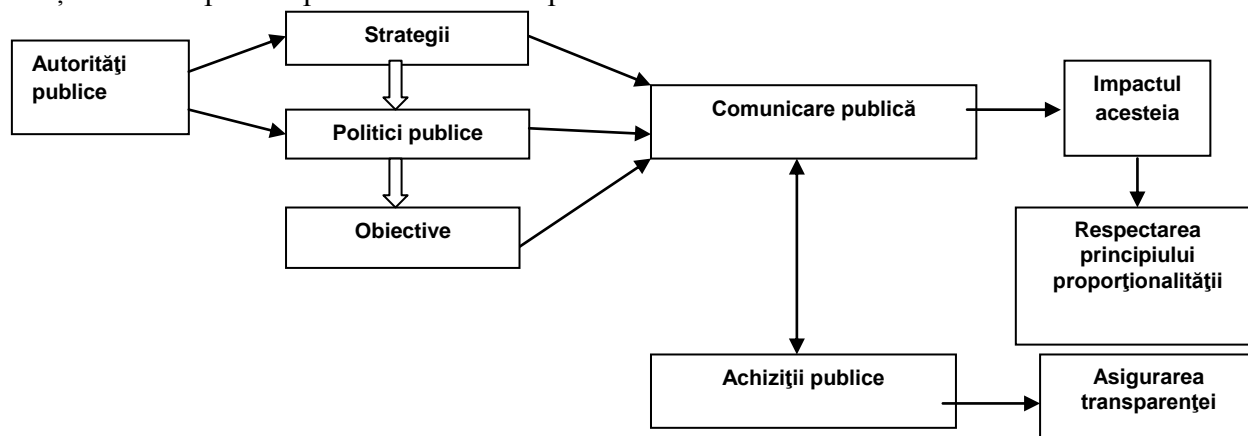 Strategii
Autorităţi
publice
Politici publice
Obiective
Comunicare publică
Impactul
acesteia
Respectarea
principiului
proporţionalităţii
Achiziţii publice
Asigurarea
transparenţei